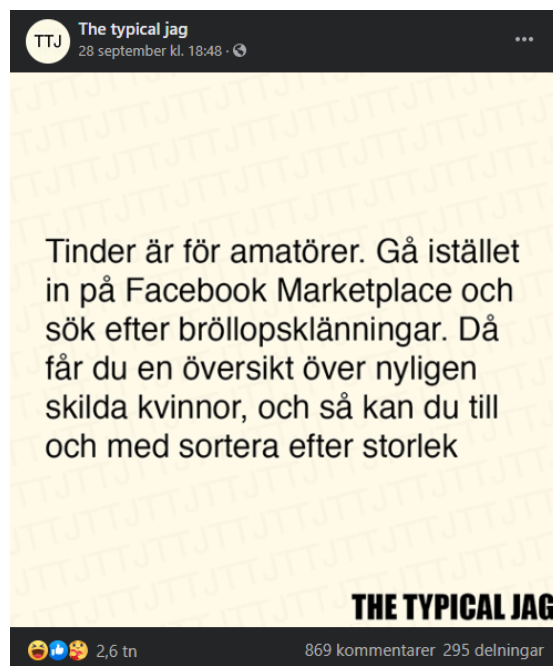 TTJ
The typical jag
28 september kl. 18:48 ·
Tinder är för amatörer. Gå istället
in på Facebook Marketplace och
sök efter bröllopsklänningar. Då
får du en översikt över nyligen
skilda kvinnor, och så kan du till
och med sortera efter storlek
THE TYPICAL JAG
2,6 tn
869 kommentarer 295 delningar